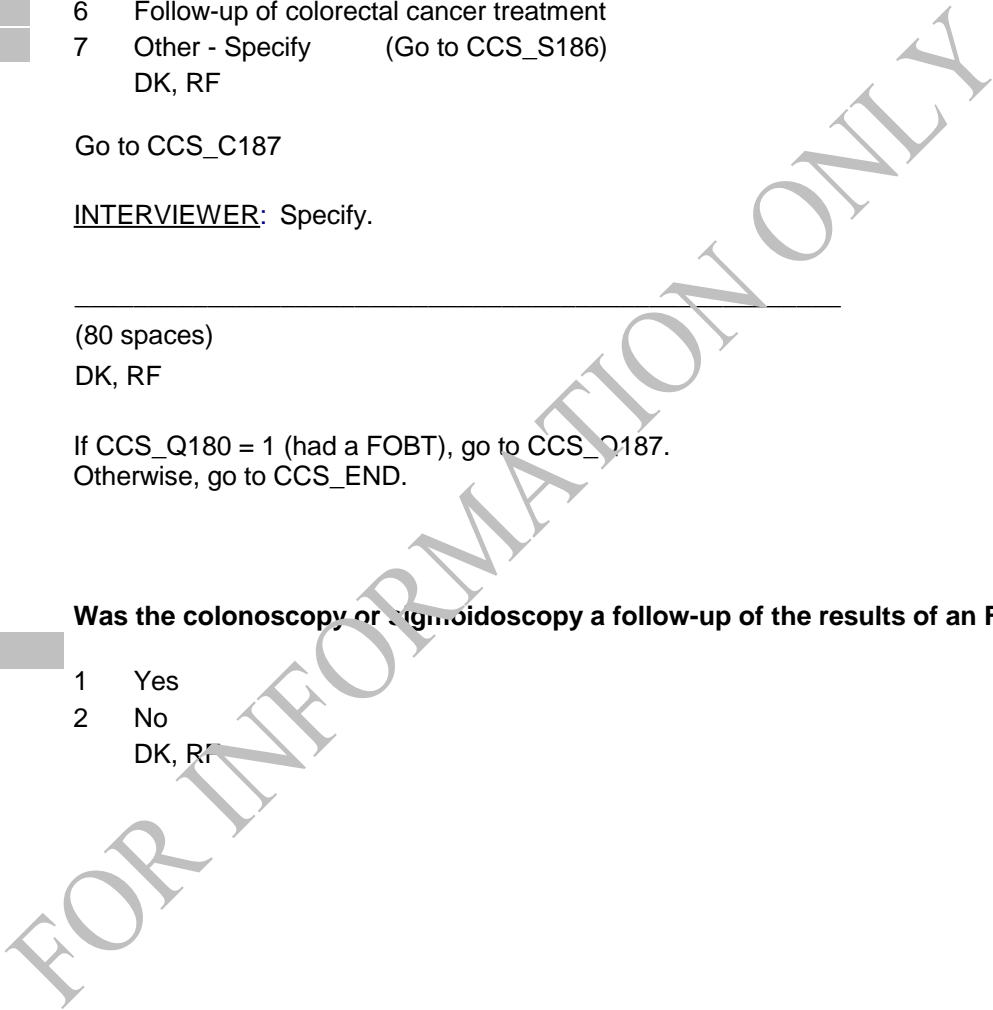 6 Follow-up of colorectal cancer treatment
7 Other - Specify (Go to CCS_S186)
DK, RF
Go to CCS_C187
INTERVIEWER: Specify.
(80 spaces)
DK, RF
If CCS_Q180 = 1 (had a FOBT), go to CCS_Q187.
Otherwise, go to CCS_END.
Was the colonoscopy or sigmoidoscopy a follow-up of the results of an
1 Yes
2 No
DK, RF
FOR INFORMATION ONLY